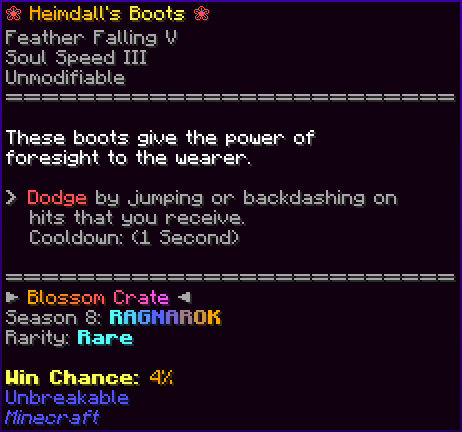 ❀ Heimdall's Boots ❀
Feather Falling V
Soul Speed III
Unmodifiable
================================
These boots give the power of
foresight to the wearer.
> Dodge by jumping or backdashing on
hits that you receive.
Cooldown: (1 Second)
================================
► Blossom Crate ◄
Season 8: RAGNAROK
Rarity: Rare
Win Chance: 4%
Unbreakable
Minecraft